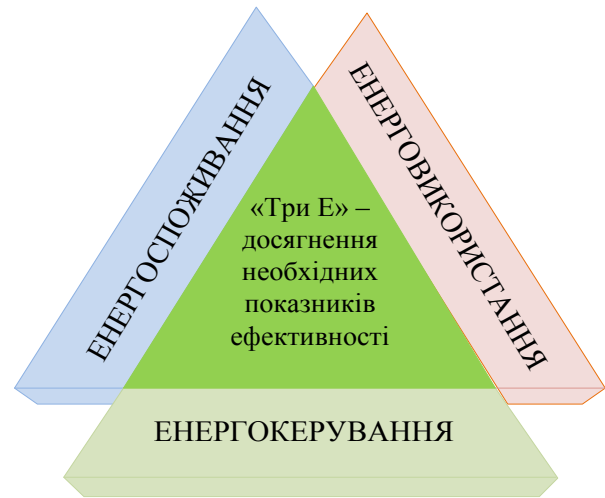 ЕНЕРГОСПОЖИВАННЯ
ЕНЕРГОВИКОРИСТАННЯ
«Три Е» –
досягнення
необхідних
показників
ефективності
ЕНЕРГОКЕРУВАННЯ